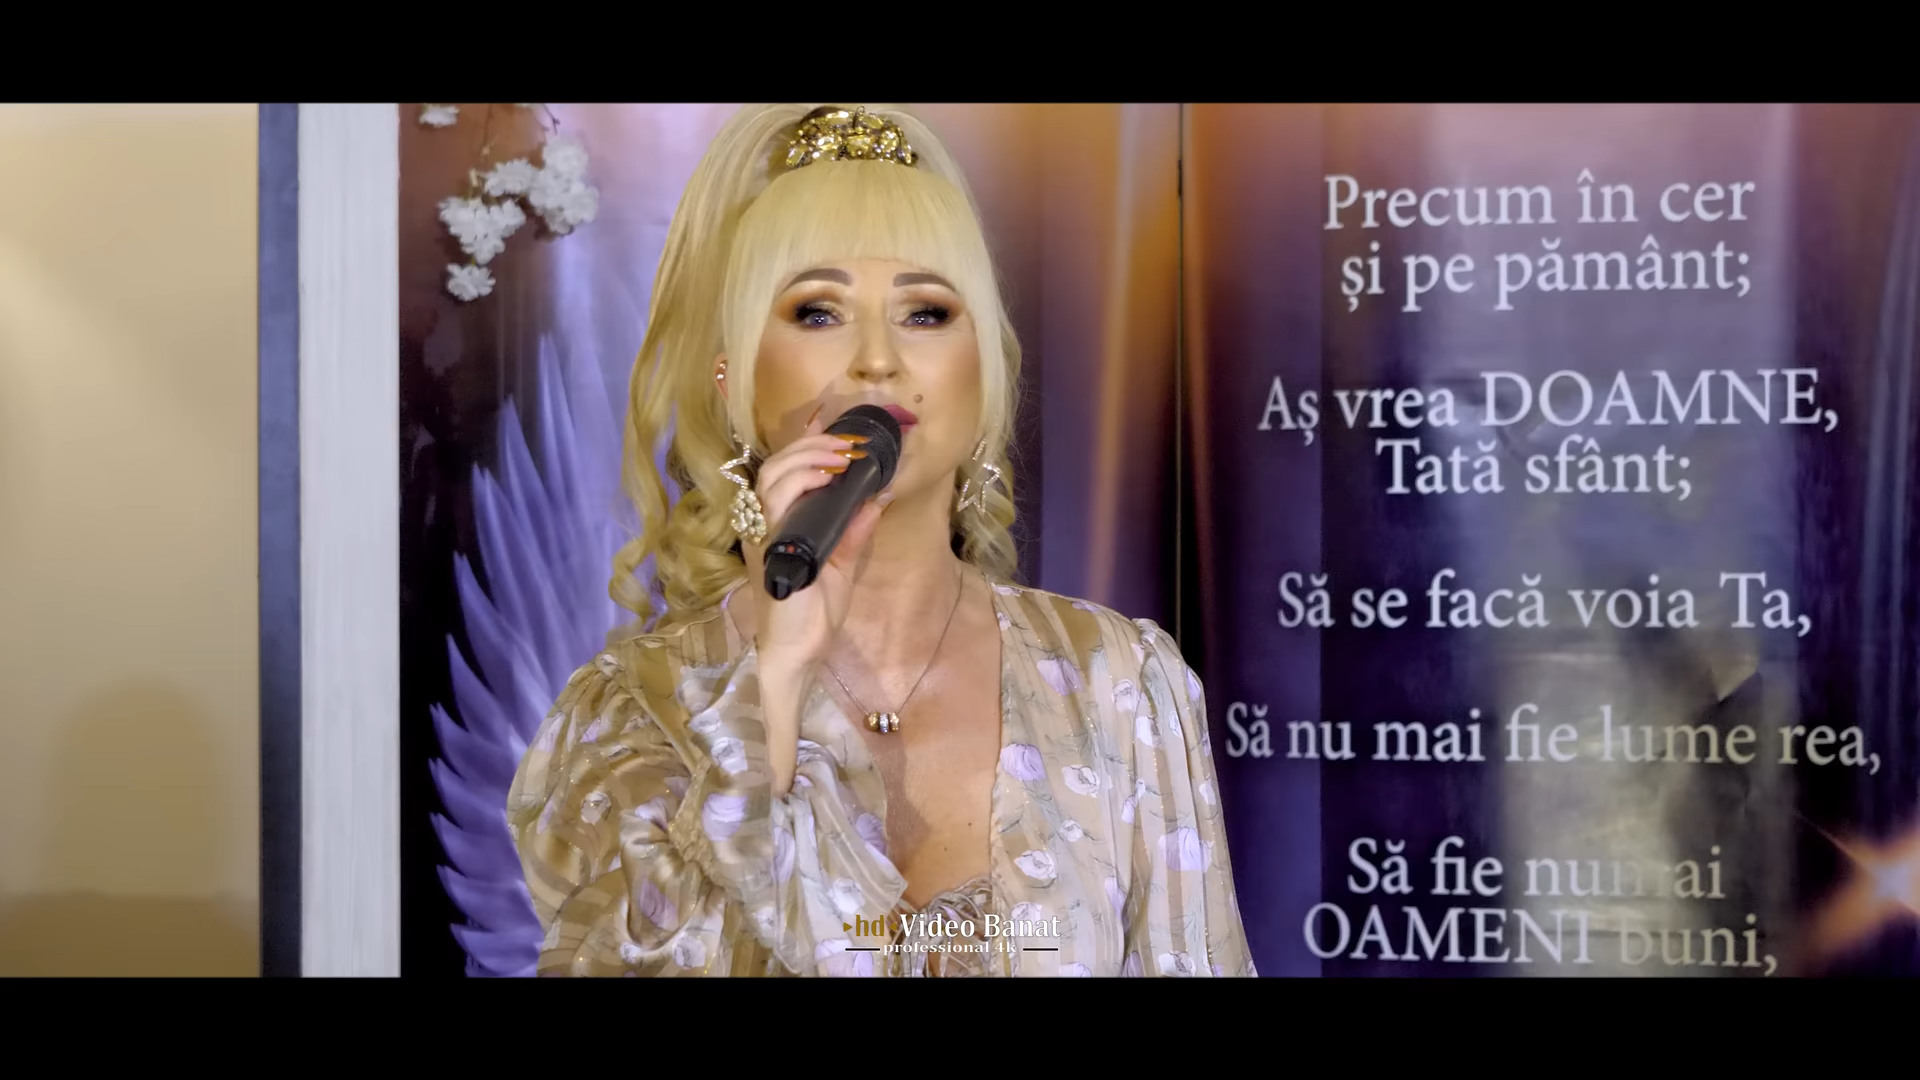 Precum în cer
și pe pământ;
Aș vrea DOAMNE,
Tată sfânt;
Să se facă voia Ta,
Să nu mai fie lume rea,
Să fie numai
OAMENI buni,
hd Video Banat
professional 4k